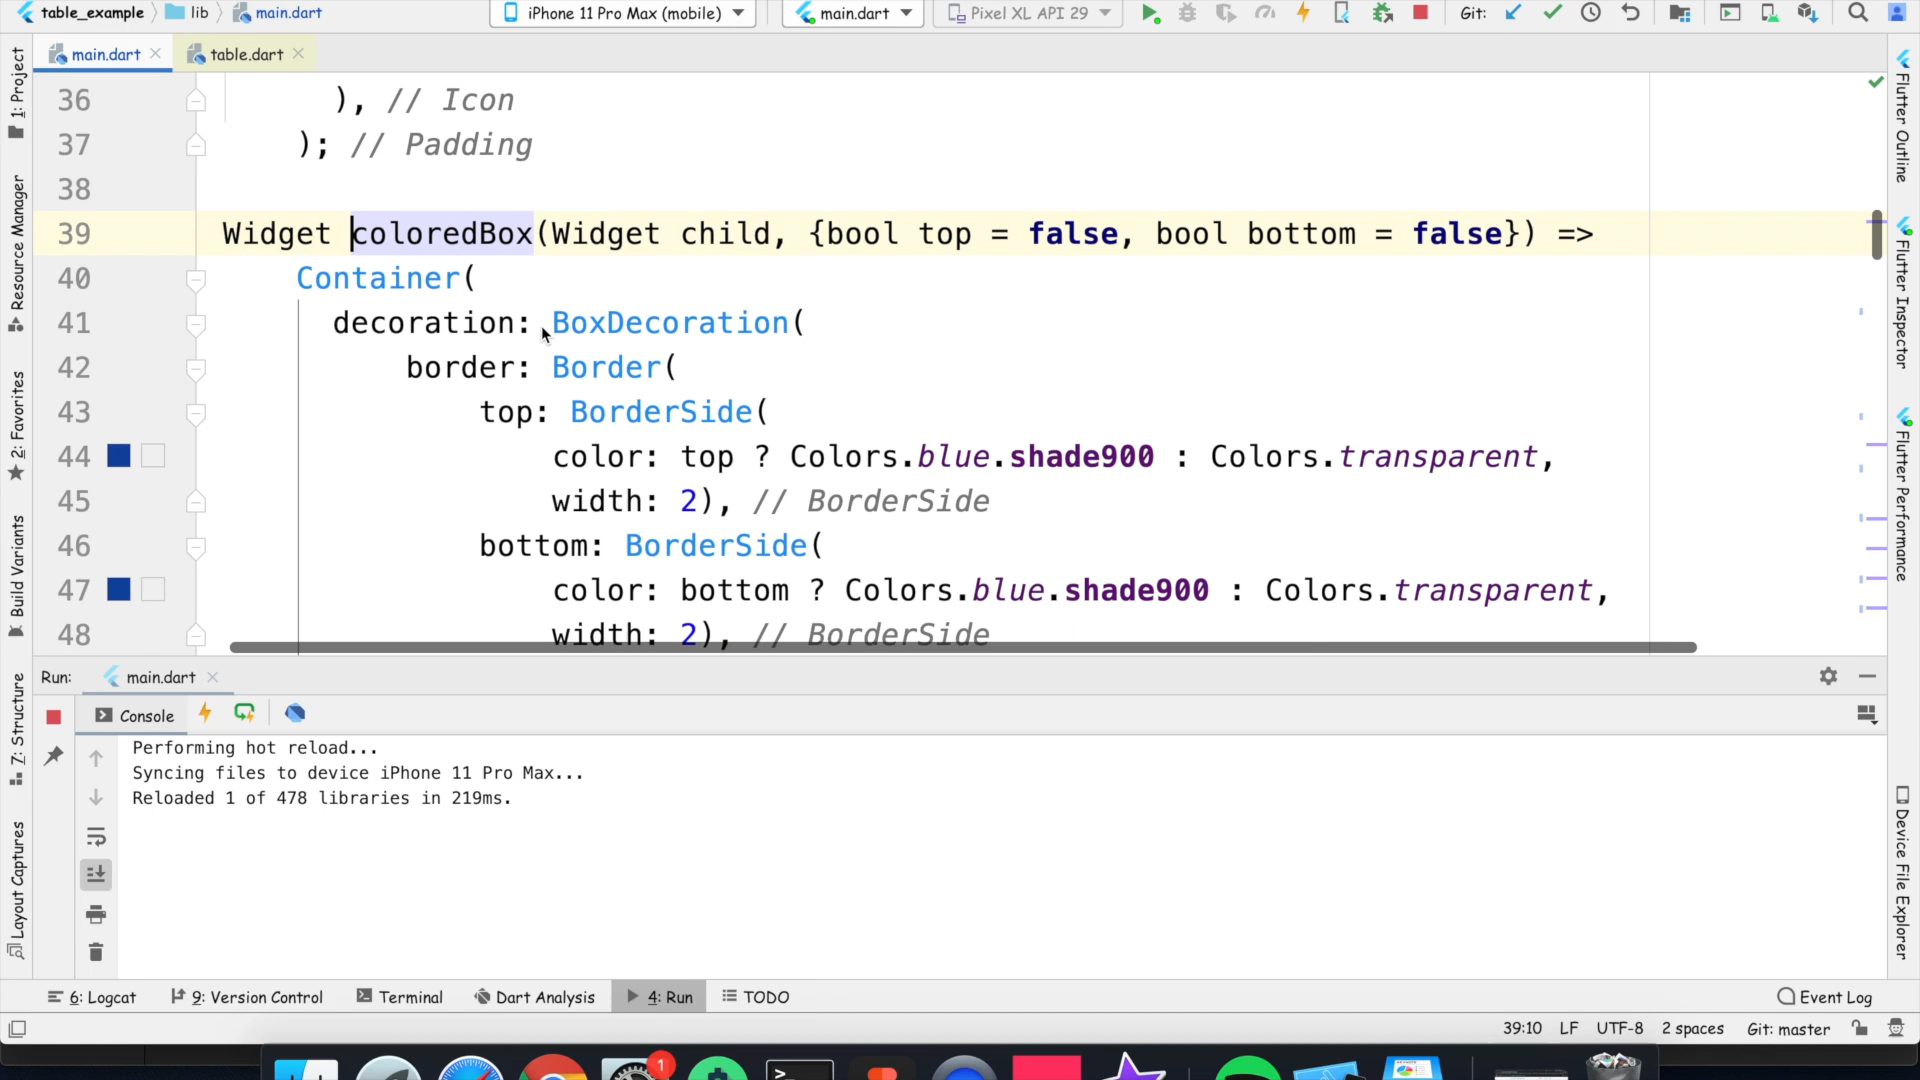 table_example lib main.dart iPhone 11 Pro Max (mobile) main.dart Pixel XL API 29 Git:
main.dart table.dart
36 ), // Icon
37 ); // Padding
38
39 Widget coloredBox(Widget child, {bool top = false, bool bottom = false}) =>
40 Container(
41 decoration: BoxDecoration(
42 border: Border(
43 top: BorderSide(
44 color: top ? Colors.blue.shade900 : Colors.transparent,
45 width: 2), // BorderSide
46 bottom: BorderSide(
47 color: bottom ? Colors.blue.shade900 : Colors.transparent,
48 width: 2), // BorderSide
1: Project
Resource Manager
2: Favorites
Build Variants
7: Structure
Layout Captures
Flutter Outline
Flutter Inspector
Flutter Performance
Device File Explorer
Run: main.dart
Console
Performing hot reload...
Syncing files to device iPhone 11 Pro Max...
Reloaded 1 of 478 libraries in 219ms.
6: Logcat 9: Version Control Terminal Dart Analysis 4: Run TODO Event Log
39:10 LF UTF-8 2 spaces Git: master
1